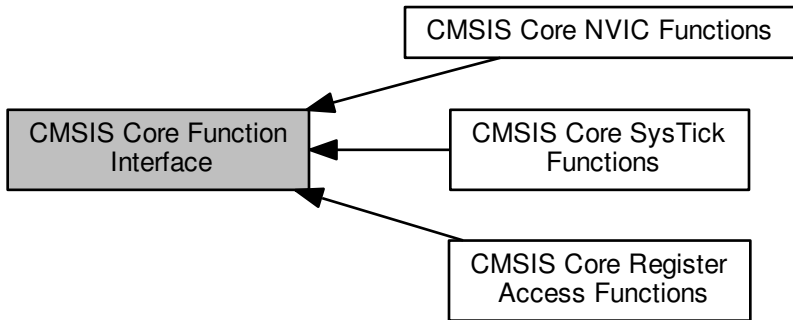 CMSIS Core NVIC Functions
CMSIS Core Function
Interface
CMSIS Core SysTick
Functions
CMSIS Core Register
Access Functions